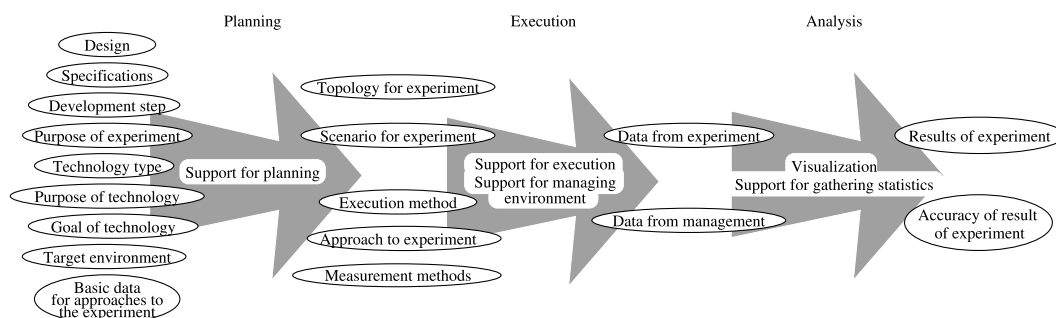 Planning
Execution
Analysis
Design
Specifications
Development step
Purpose of experiment
Technology type
Purpose of technology
Goal of technology
Target environment
Basic data
for approaches to
the experiment
Support for planning
Topology for experiment
Scenario for experiment
Execution method
Approach to experiment
Measurement methods
Support for execution
Support for managing
environment
Data from experiment
Data from management
Visualization
Support for gathering statistics
Results of experiment
Accuracy of result
of experiment